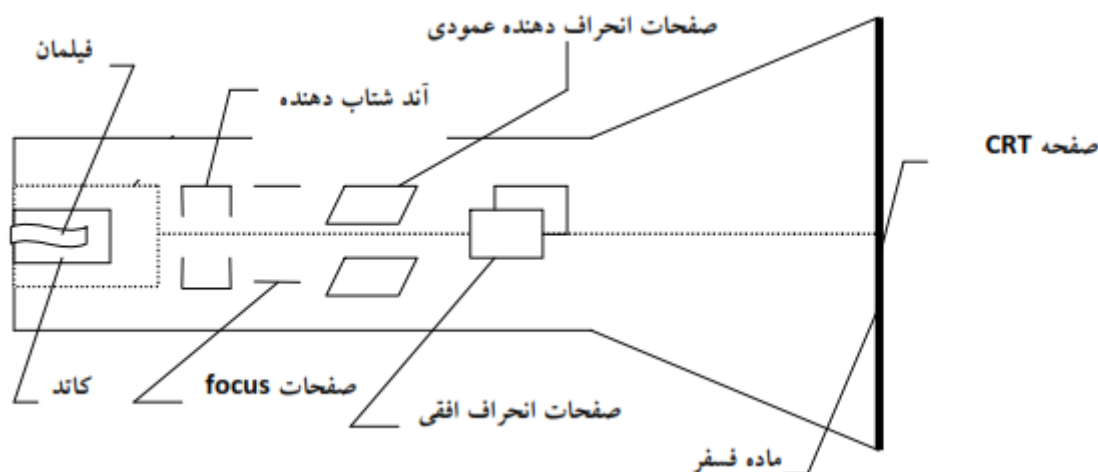 صفحات انحراف دهنده عمودی
فیلمان
آند شتاب دهنده
صفحه CRT
کاتد
صفحات focus
صفحات انحراف افقی
ماده فسفر